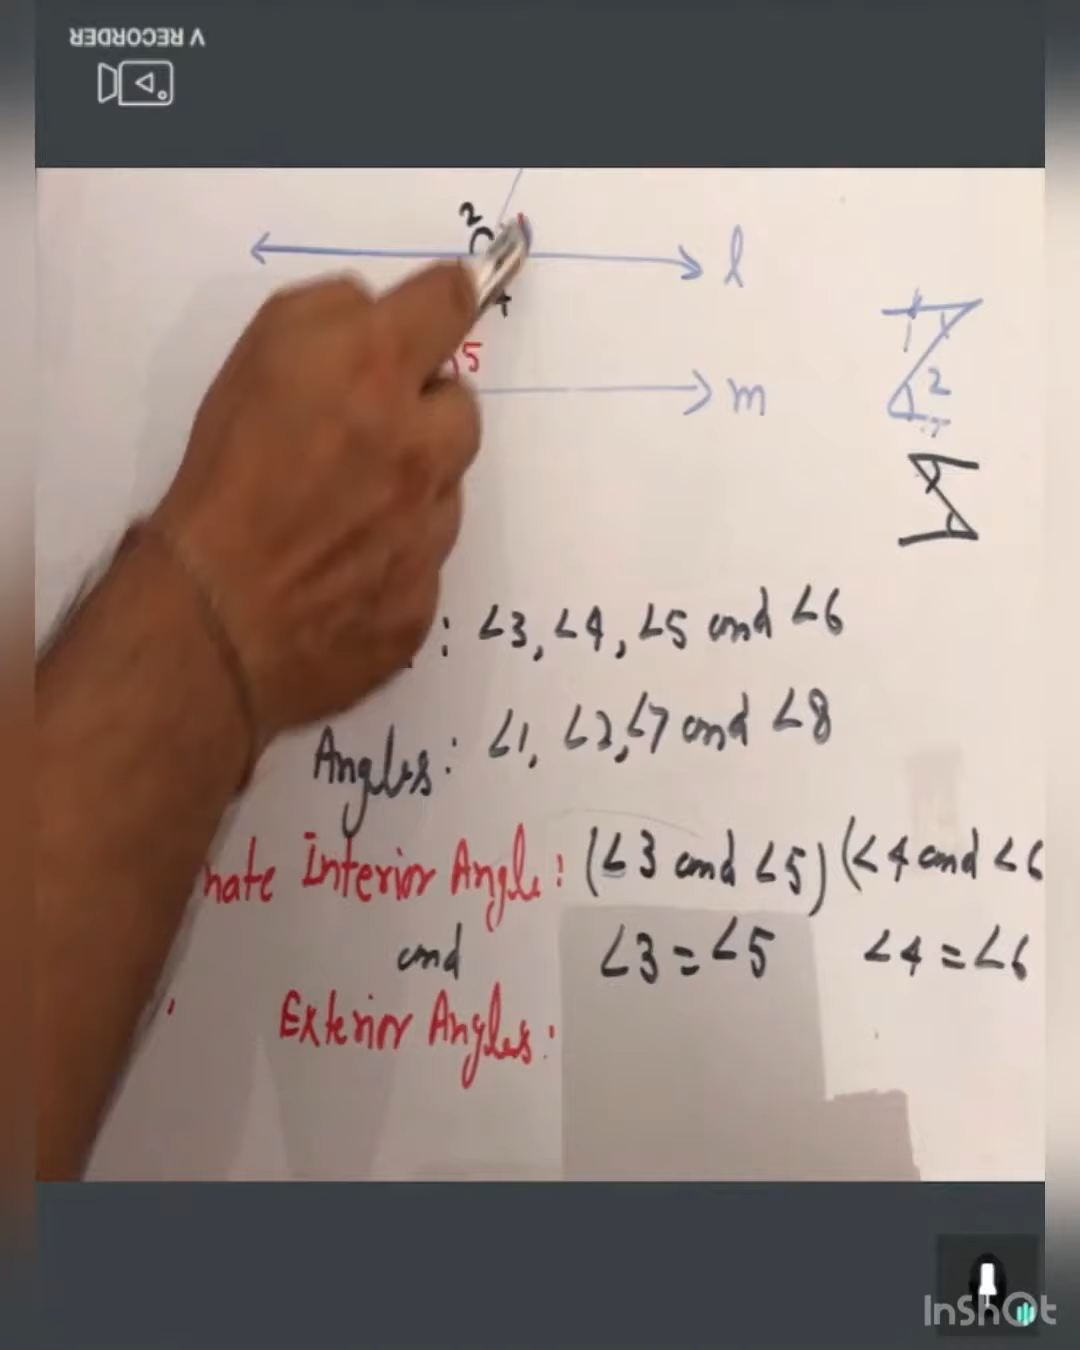 V RECORDER
2
l
4
5
m
1
2
: ∠3, ∠4, ∠5 and ∠6
Angles: ∠1, ∠2, ∠7 and ∠8
nate Interior Angle: (∠3 and ∠5) (∠4 and ∠6
and ∠3 = ∠5 ∠4 = ∠6
Exterior Angles:
InShOt